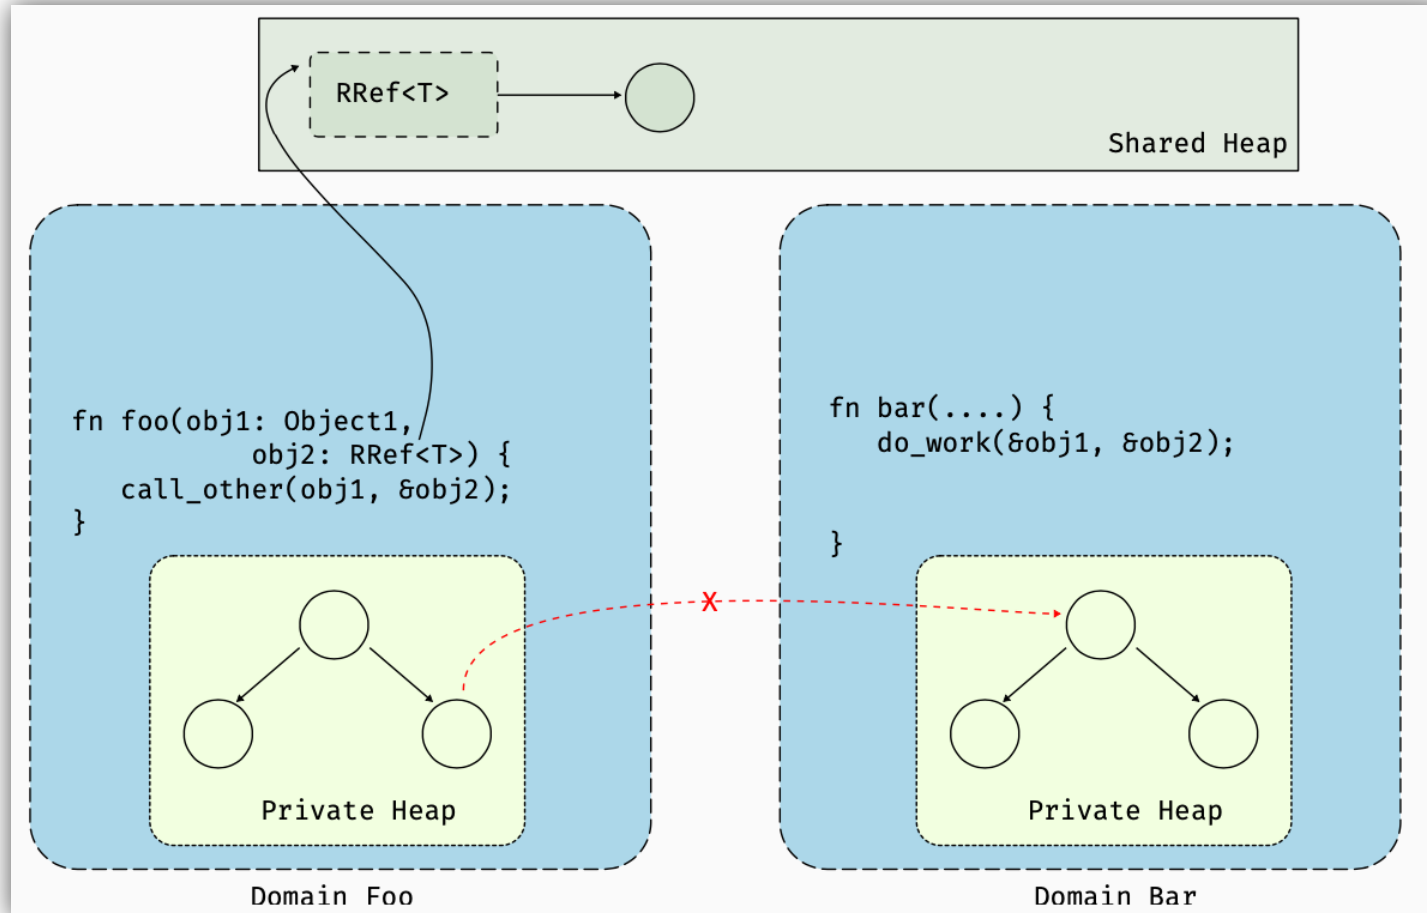 RRef<T>
Shared Heap
fn foo(obj1: Object1,
obj2: RRef<T>) {
call_other(obj1, &obj2);
}
Private Heap
Domain Foo
fn bar(....) {
do_work(&obj1, &obj2);
}
X
Private Heap
Domain Bar